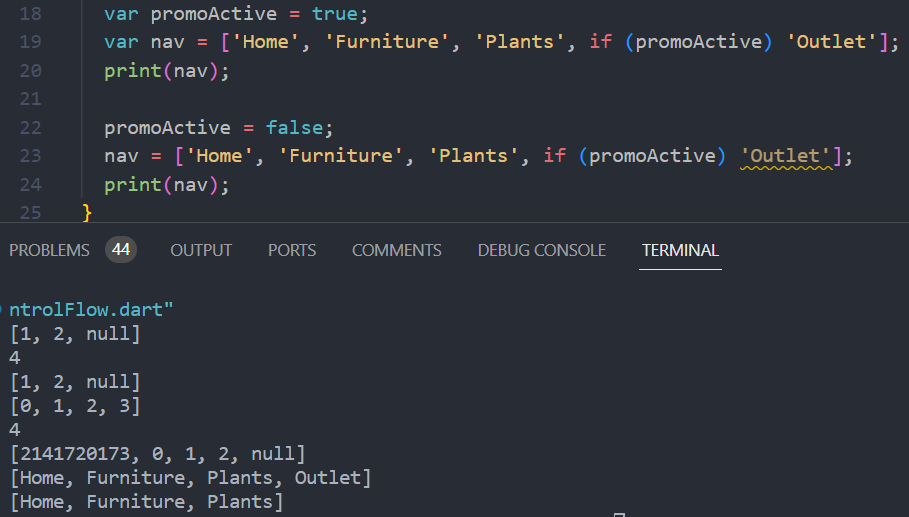 18 var promoActive = true;
19 var nav = ['Home', 'Furniture', 'Plants', if (promoActive) 'Outlet'];
20 print(nav);
21
22 promoActive = false;
23 nav = ['Home', 'Furniture', 'Plants', if (promoActive) 'Outlet'];
24 print(nav);
25 }
PROBLEMS 44 OUTPUT PORTS COMMENTS DEBUG CONSOLE TERMINAL
ntrolFlow.dart"
[1, 2, null]
4
[1, 2, null]
[0, 1, 2, 3]
4
[2141720173, 0, 1, 2, null]
[Home, Furniture, Plants, Outlet]
[Home, Furniture, Plants]